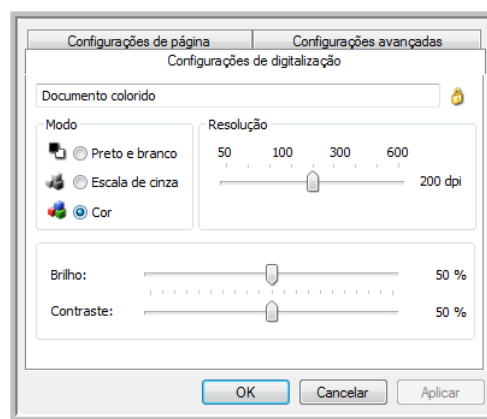 Configurações de página Configurações avançadas
Configurações de digitalização
Documento colorido
Modo
Preto e branco
Escala de cinza
Cor
Resolução
50 100 300 600
200 dpi
Brilho: 50 %
Contraste: 50 %
OK Cancelar Aplicar